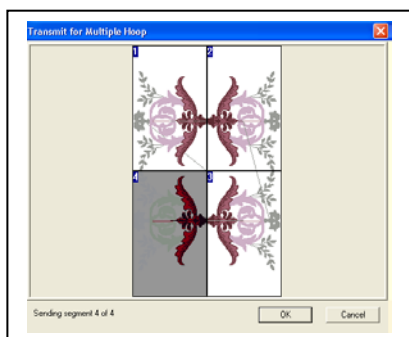 Transmit for Multiple Hoop
1 2
4 3
Sending segment 4 of 4 OK Cancel